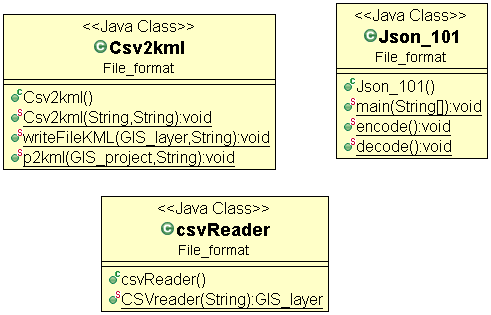 <<Java Class>>
Csv2kml
File_format
Csv2kml()
Csv2kml(String,String):void
writeFileKML(GIS_layer,String):void
p2kml(GIS_project,String):void
<<Java Class>>
Json_101
File_format
Json_101()
main(String[]):void
encode():void
decode():void
<<Java Class>>
csvReader
File_format
csvReader()
CSVreader(String):GIS_layer